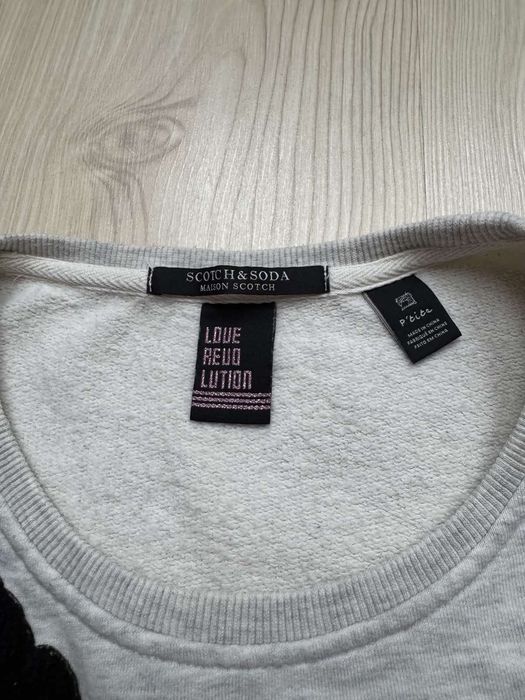 SCOTCH & SODA
MAISON SCOTCH
LOVE
REVO
LUTION
p'tite
MADE IN CHINA
FABRIQUÉ EN CHINE
FEITO EM CHINA